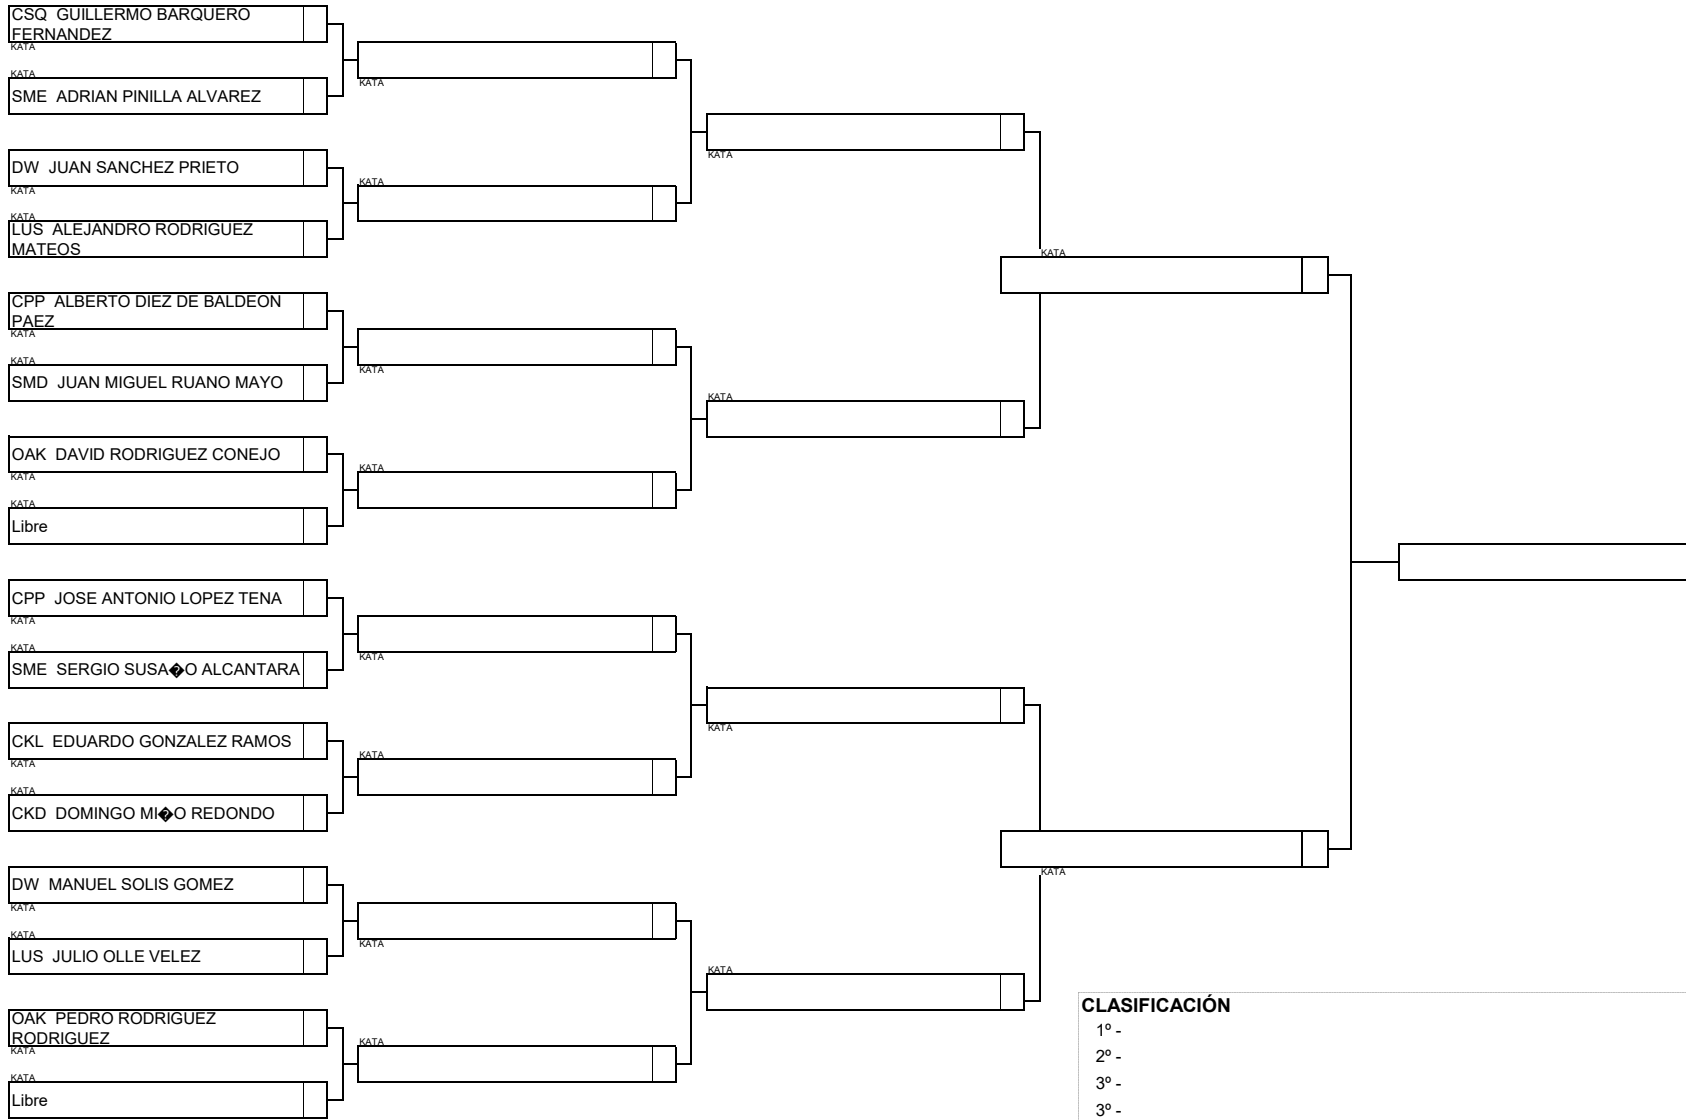 CSQ GUILLERMO BARQUERO
FERNANDEZ
KATA
KATA
SME ADRIAN PINILLA ALVAREZ
DW JUAN SANCHEZ PRIETO
KATA
KATA
LUS ALEJANDRO RODRIGUEZ
MATEOS
CPP ALBERTO DIEZ DE BALDEON
PAEZ
KATA
KATA
SMD JUAN MIGUEL RUANO MAYO
OAK DAVID RODRIGUEZ CONEJO
KATA
KATA
Libre
CPP JOSE ANTONIO LOPEZ TENA
KATA
KATA
SME SERGIO SUSA�O ALCANTARA
CKL EDUARDO GONZALEZ RAMOS
KATA
KATA
CKD DOMINGO MI�O REDONDO
DW MANUEL SOLIS GOMEZ
KATA
KATA
LUS JULIO OLLE VELEZ
OAK PEDRO RODRIGUEZ
RODRIGUEZ
KATA
KATA
Libre
KATA
KATA
KATA
KATA
KATA
KATA
KATA
KATA
KATA
KATA
KATA
KATA
KATA
KATA
CLASIFICACIÓN
1º -
2º -
3º -
3º -